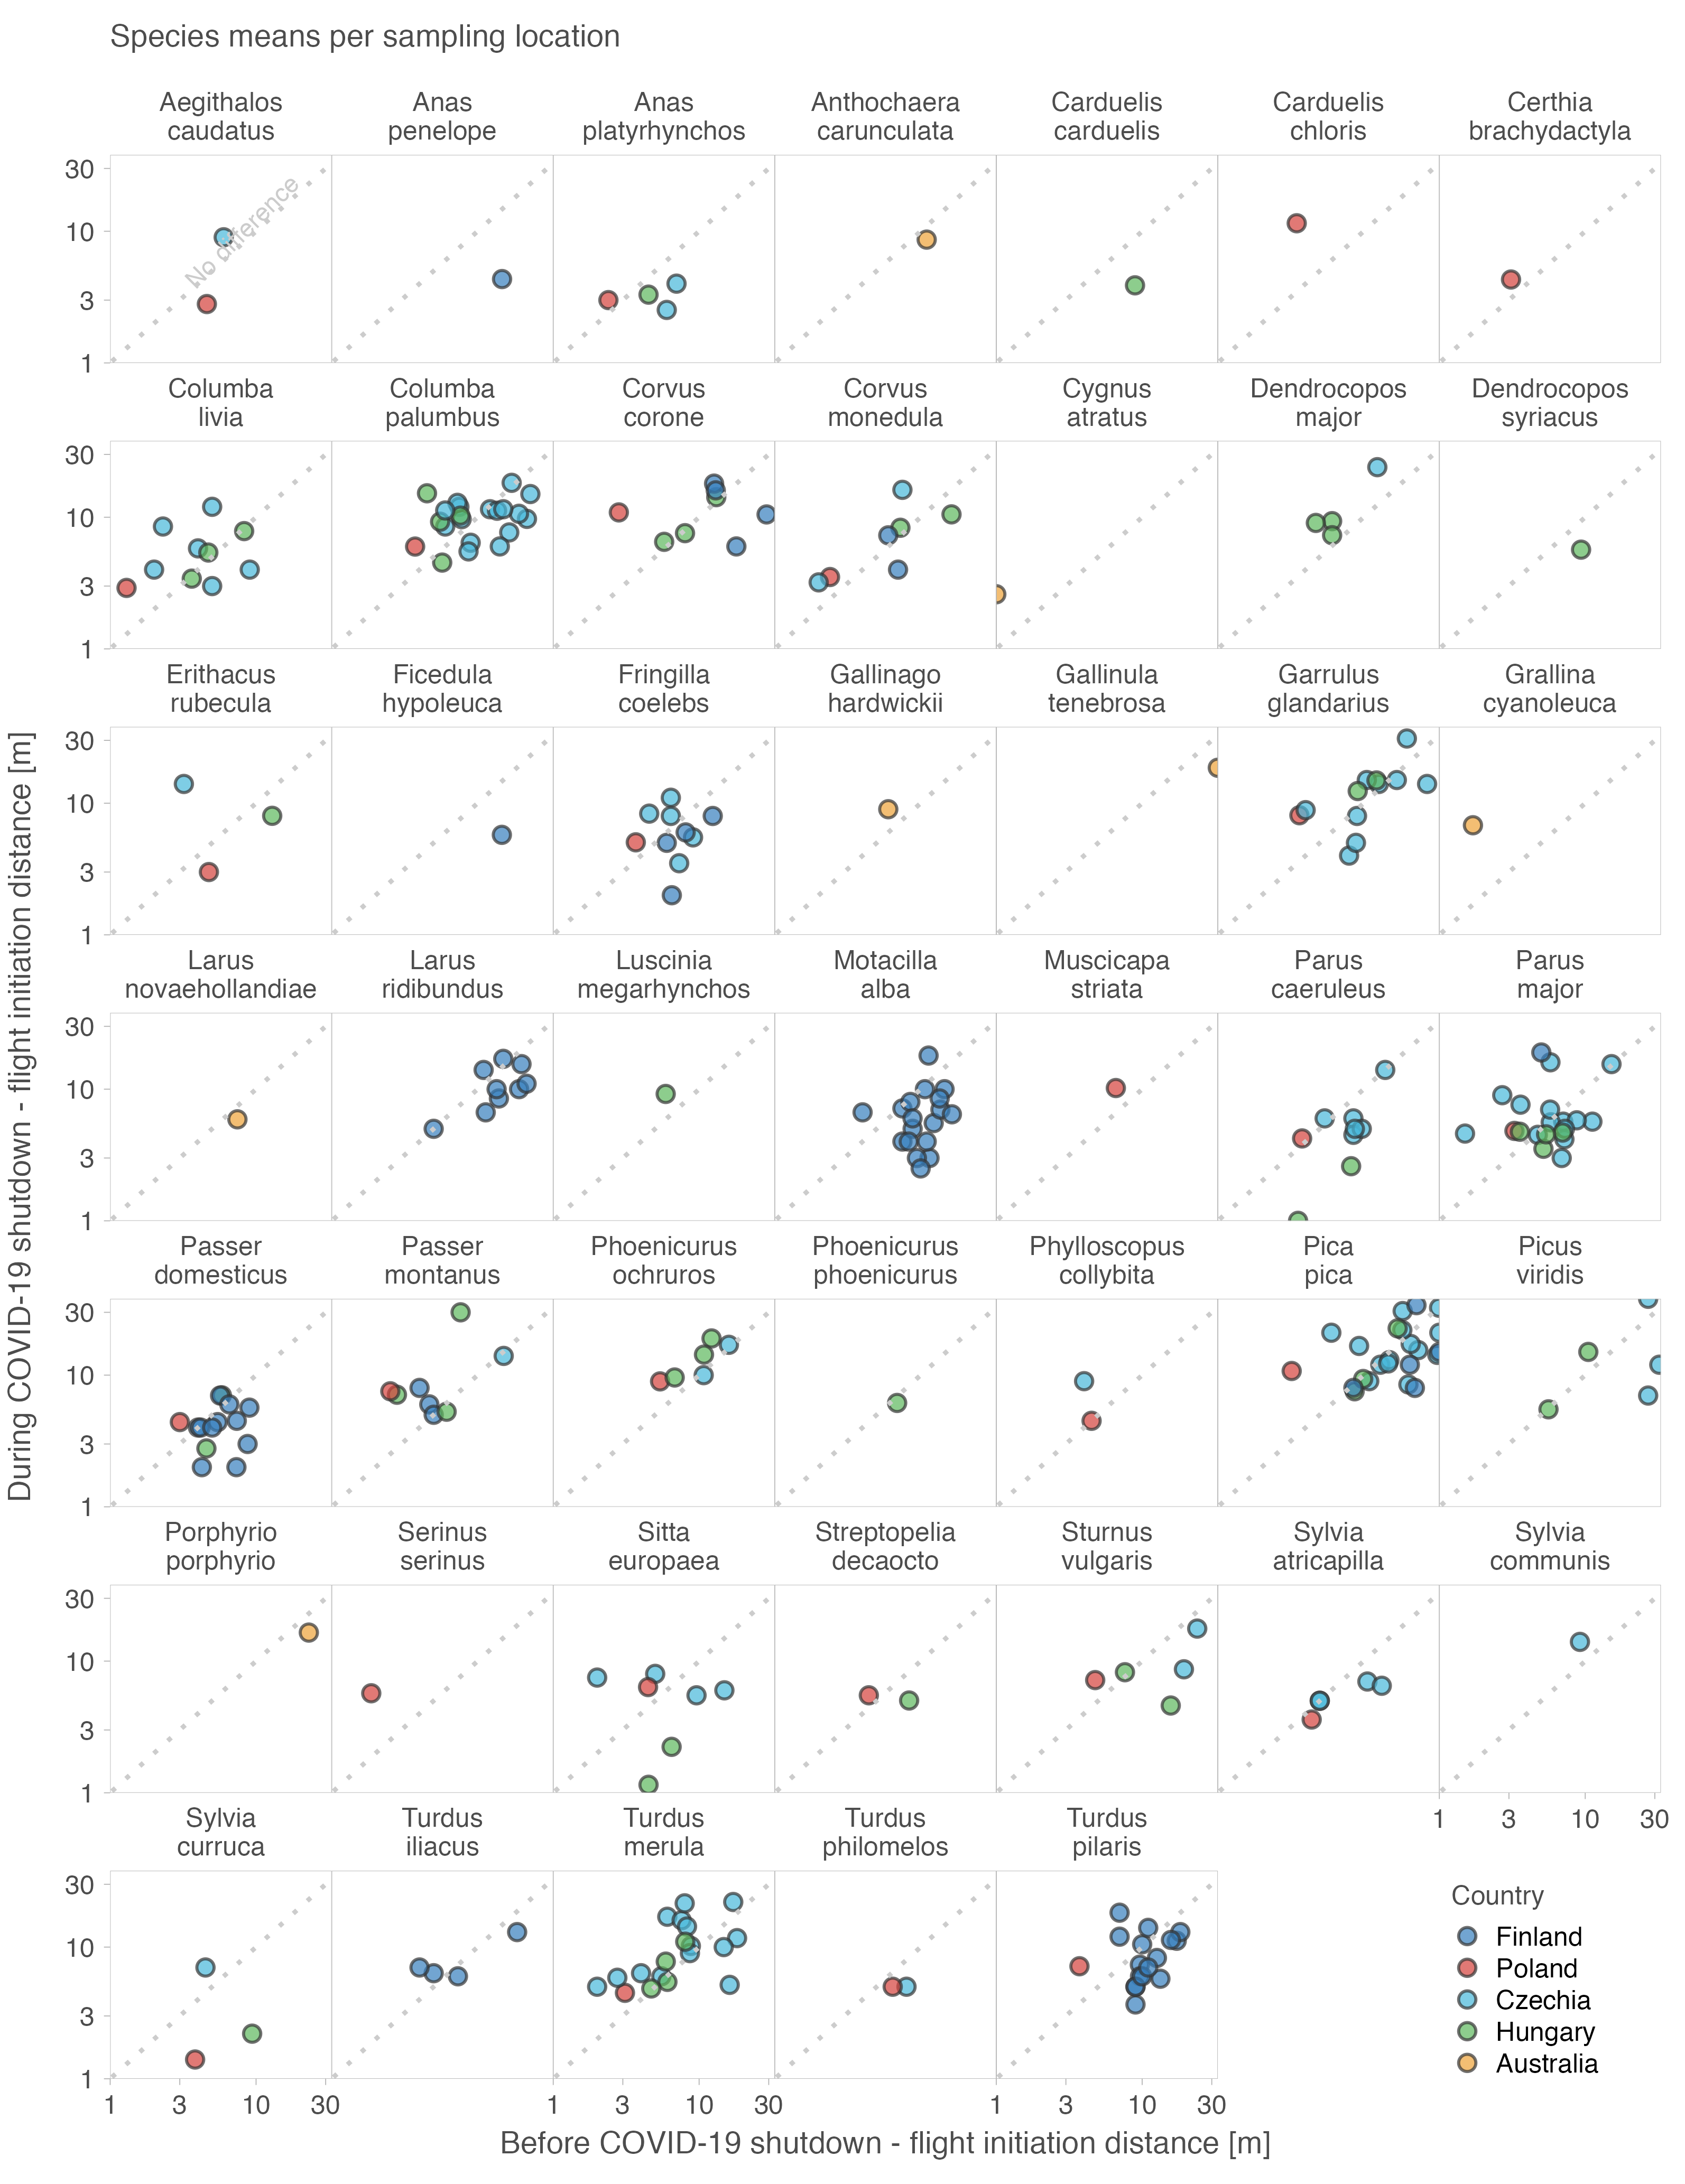 Species means per sampling location
Aegithalos
caudatus
Anas
penelope
Anas
platyrhynchos
Anthochaera
carunculata
Carduelis
carduelis
Carduelis
chloris
Certhia
brachydactyla
30
10
3
1
No difference
Columba
livia
Columba
palumbus
Corvus
corone
Corvus
monedula
Cygnus
atratus
Dendrocopos
major
Dendrocopos
syriacus
30
10
3
1
Erithacus
rubecula
Ficedula
hypoleuca
Fringilla
coelebs
Gallinago
hardwickii
Gallinula
tenebrosa
Garrulus
glandarius
Grallina
cyanoleuca
30
10
3
1
During COVID-19 shutdown - flight initiation distance [m]
Larus
novaehollandiae
Larus
ridibundus
Luscinia
megarhynchos
Motacilla
alba
Muscicapa
striata
Parus
caeruleus
Parus
major
30
10
3
1
Passer
domesticus
Passer
montanus
Phoenicurus
ochruros
Phoenicurus
phoenicurus
Phylloscopus
collybita
Pica
pica
Picus
viridis
30
10
3
1
Porphyrio
porphyrio
Serinus
serinus
Sitta
europaea
Streptopelia
decaocto
Sturnus
vulgaris
Sylvia
atricapilla
Sylvia
communis
30
10
3
1
1 3 10 30
Sylvia
curruca
Turdus
iliacus
Turdus
merula
Turdus
philomelos
Turdus
pilaris
30
10
3
1
1 3 10 30
1 3 10 30
1 3 10 30
Country
Finland
Poland
Czechia
Hungary
Australia
Before COVID-19 shutdown - flight initiation distance [m]